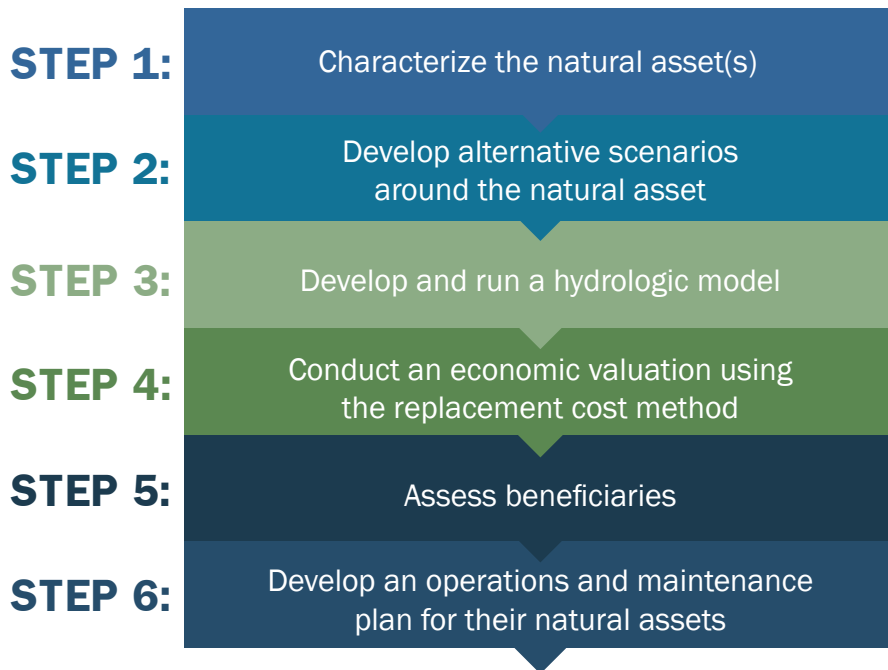 STEP 1:
Characterize the natural asset(s)
STEP 2:
Develop alternative scenarios
around the natural asset
STEP 3:
Develop and run a hydrologic model
STEP 4:
Conduct an economic valuation using
the replacement cost method
STEP 5:
Assess beneficiaries
STEP 6:
Develop an operations and maintenance
plan for their natural assets